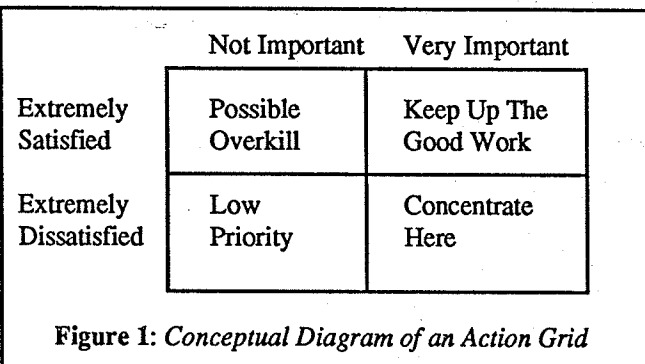 Not Important Very Important
Extremely Possible Keep Up The
Satisfied Overkill Good Work
Extremely Low Concentrate
Dissatisfied Priority Here
Figure 1: Conceptual Diagram of an Action Grid